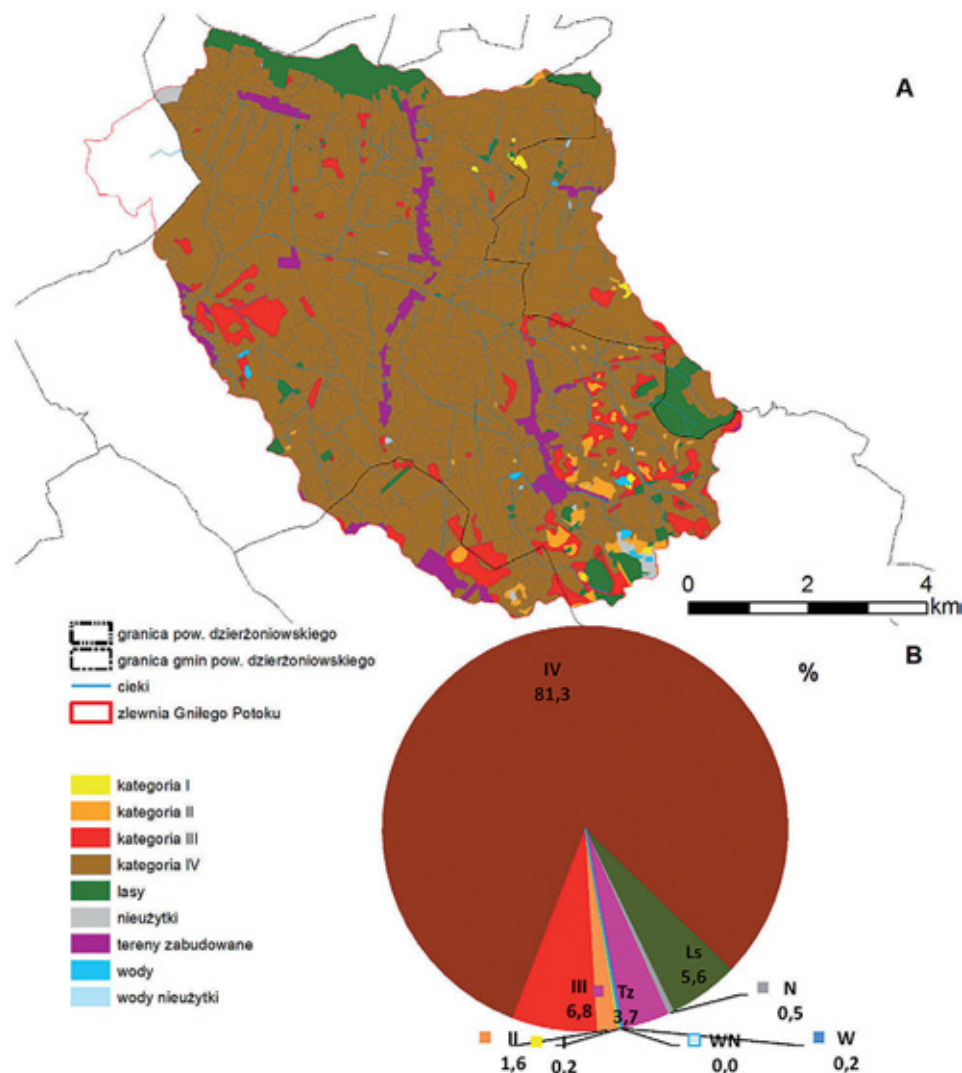 A
0 2 4
km
granica pow. dzierżoniowskiego
granica gmin pow. dzierżoniowskiego
cieki
zlewnia Gniłego Potoku
kategoria I
kategoria II
kategoria III
kategoria IV
lasy
nieużytki
tereny zabudowane
wody
wody nieużytki
B
%
IV
81,3
Ls
5,6
III
6,8
Tz
3,7
N
0,5
II
1,6
I
0,2
WN
0,0
W
0,2